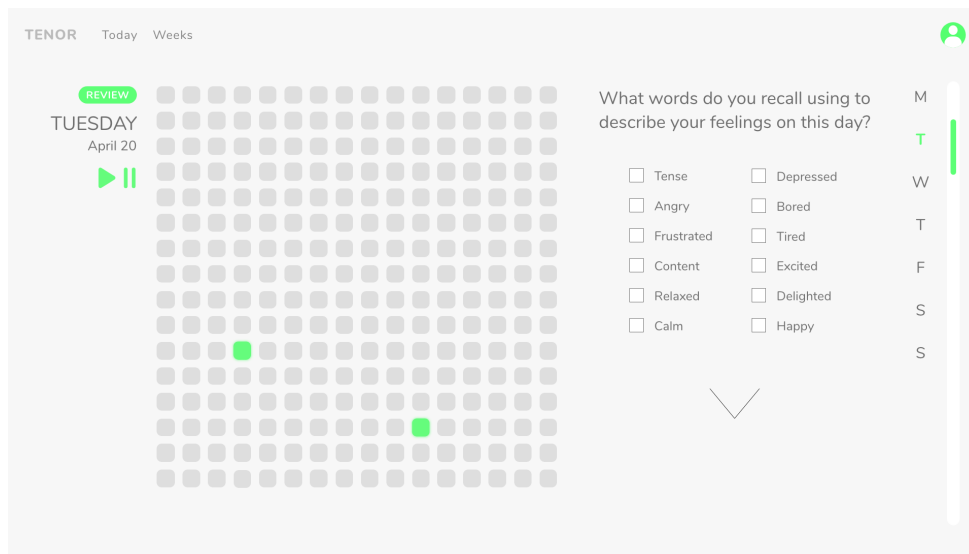 TENOR Today Weeks
REVIEW
TUESDAY
April 20
What words do you recall using to
describe your feelings on this day?
Tense Depressed
Angry Bored
Frustrated Tired
Content Excited
Relaxed Delighted
Calm Happy
M
T
W
T
F
S
S